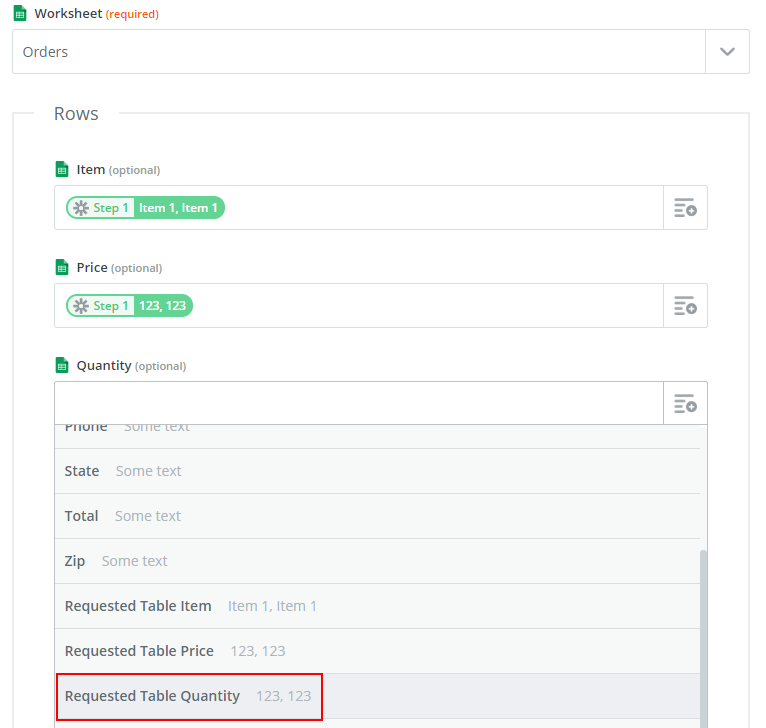 Worksheet (required)
Orders
Rows
Item (optional)
Step 1 Item 1, Item 1
Price (optional)
Step 1 123, 123
Quantity (optional)
Phone Some text
State Some text
Total Some text
Zip Some text
Requested Table Item Item 1, Item 1
Requested Table Price 123, 123
Requested Table Quantity 123, 123